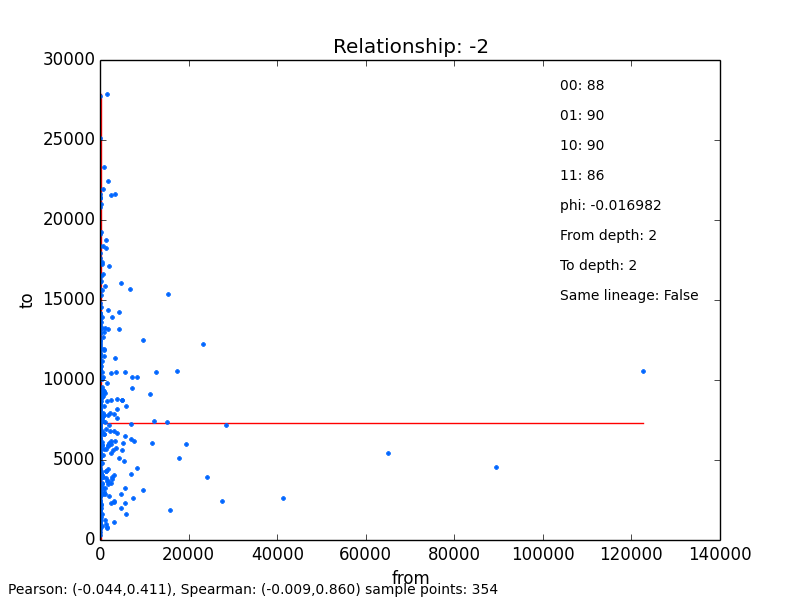 Relationship: -2
30000
25000
20000
15000
10000
5000
0
to
00: 88
01: 90
10: 90
11: 86
phi: -0.016982
From depth: 2
To depth: 2
Same lineage: False
0 20000 40000 60000 80000 100000 120000 140000
from
Pearson: (-0.044,0.411), Spearman: (-0.009,0.860) sample points: 354